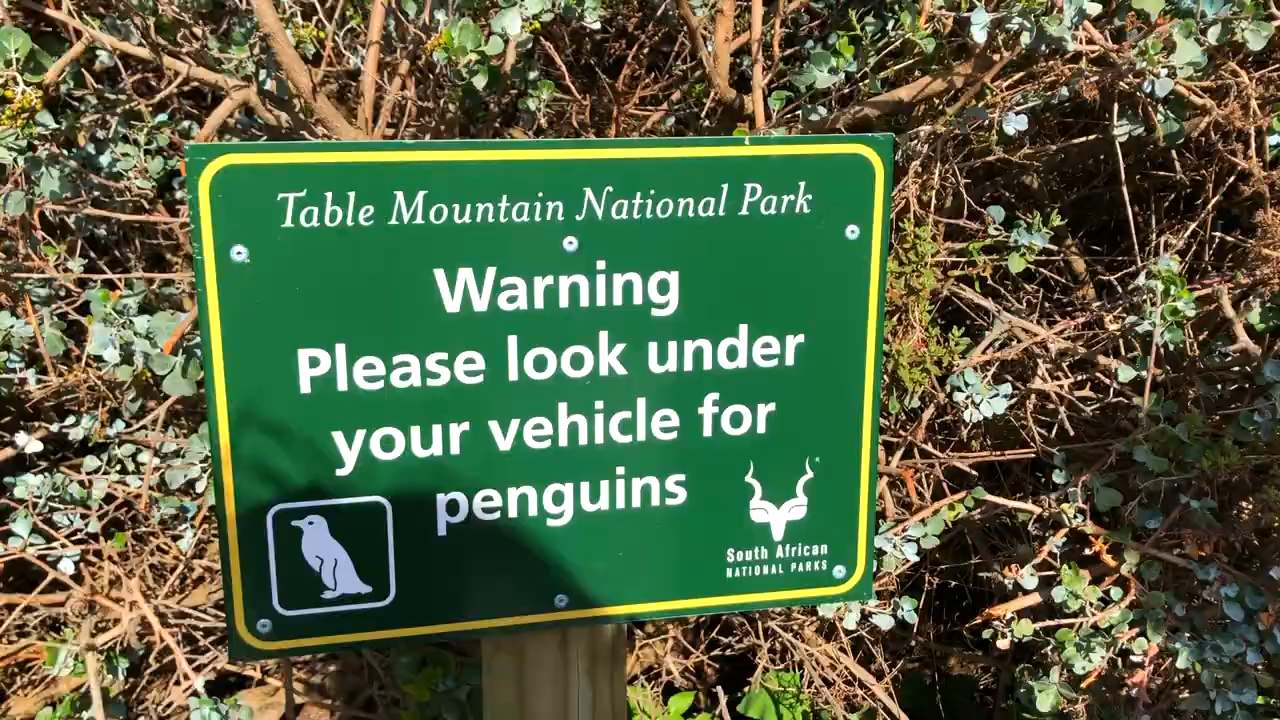 Table Mountain National Park
Warning
Please look under
your vehicle for
penguins
South African
NATIONAL PARKS